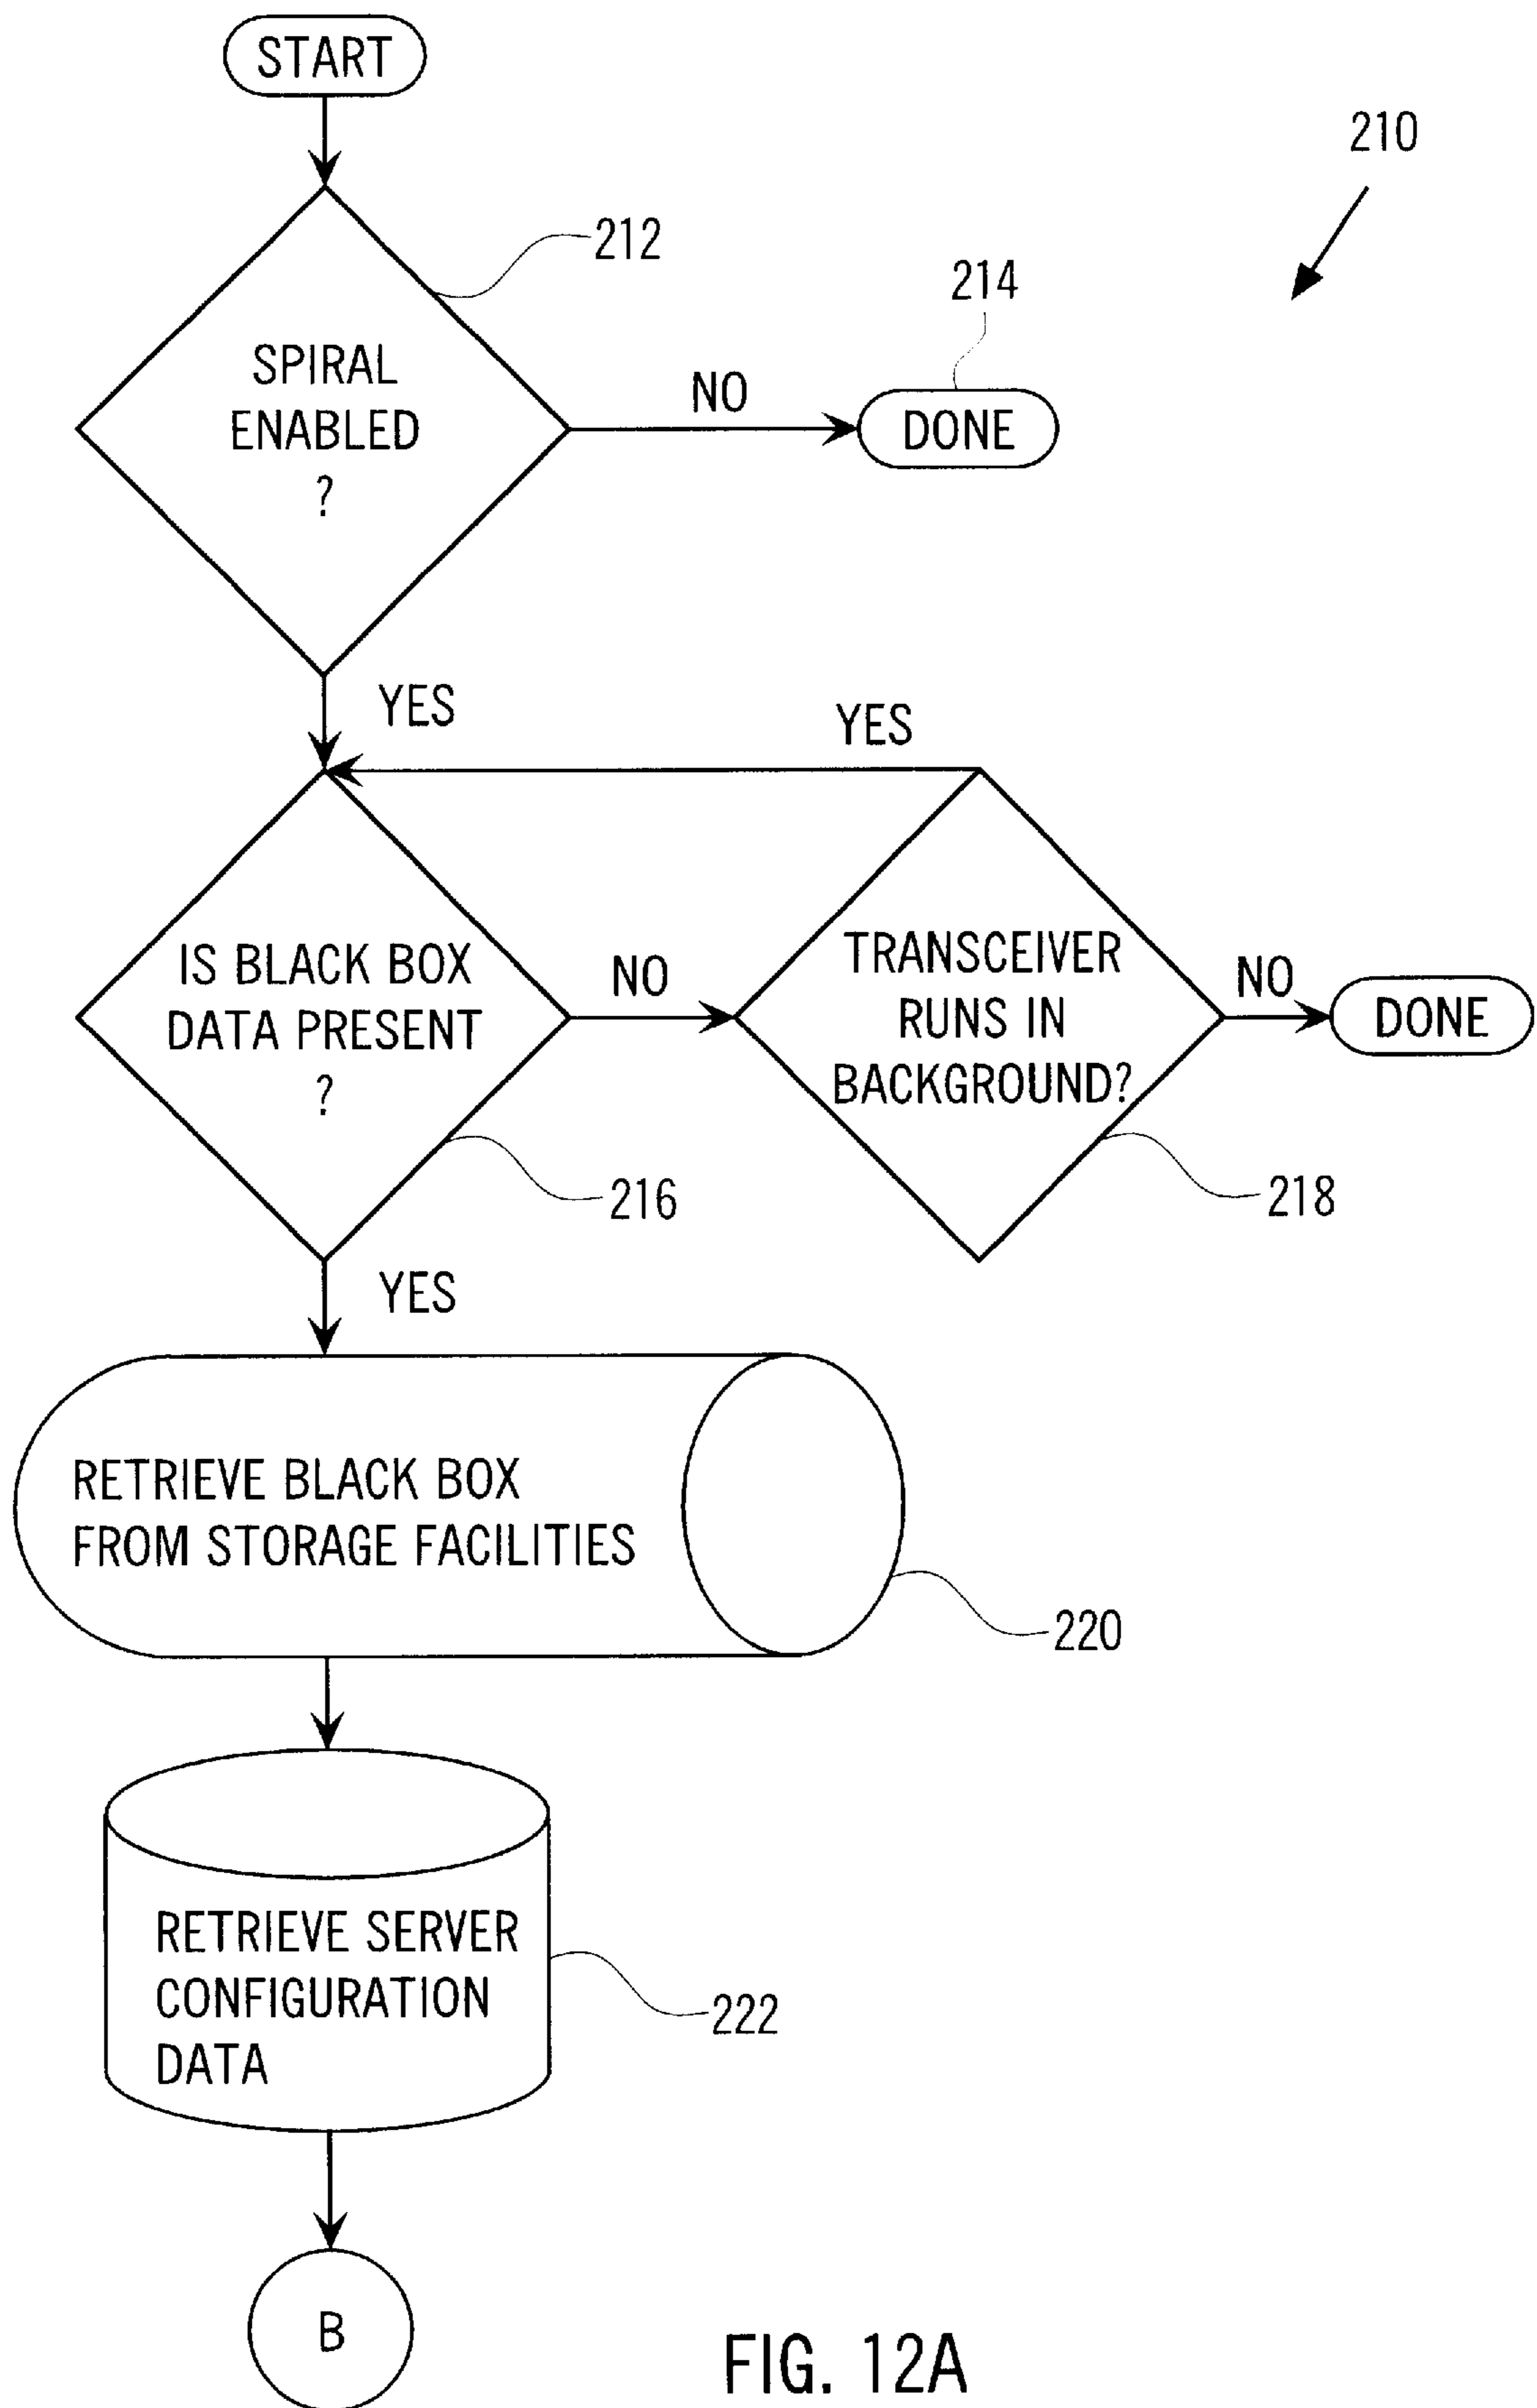 START
210
212
214
SPIRAL
ENABLED
?
NO
DONE
YES
YES
IS BLACK BOX
DATA PRESENT
?
NO
TRANSCEIVER
RUNS IN
BACKGROUND?
NO
DONE
216
218
YES
RETRIEVE BLACK BOX
FROM STORAGE FACILITIES
220
RETRIEVE SERVER
CONFIGURATION
DATA
222
B
FIG. 12A